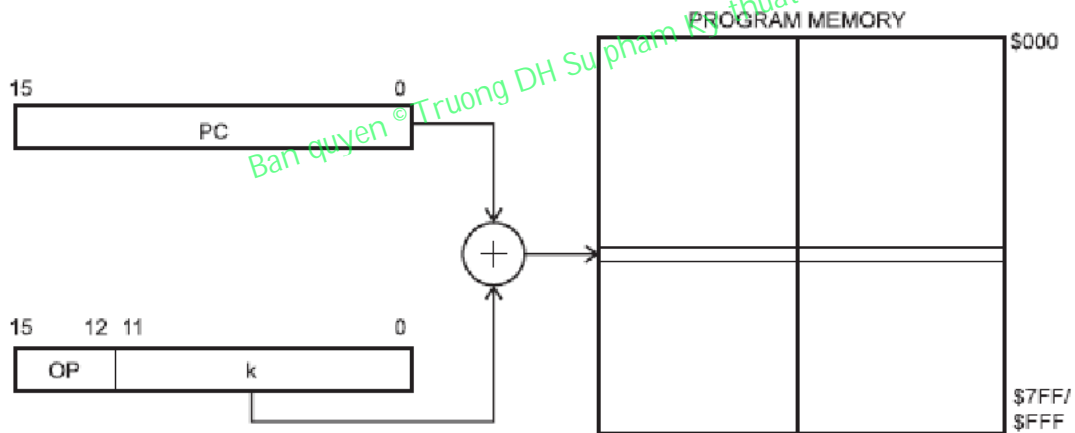 PROGRAM MEMORY
$000
15 0
PC
Ban quyen © Truong DH Su pham Ky thuat
+
15 12 11 0
OP k
$7FF/
$FFF